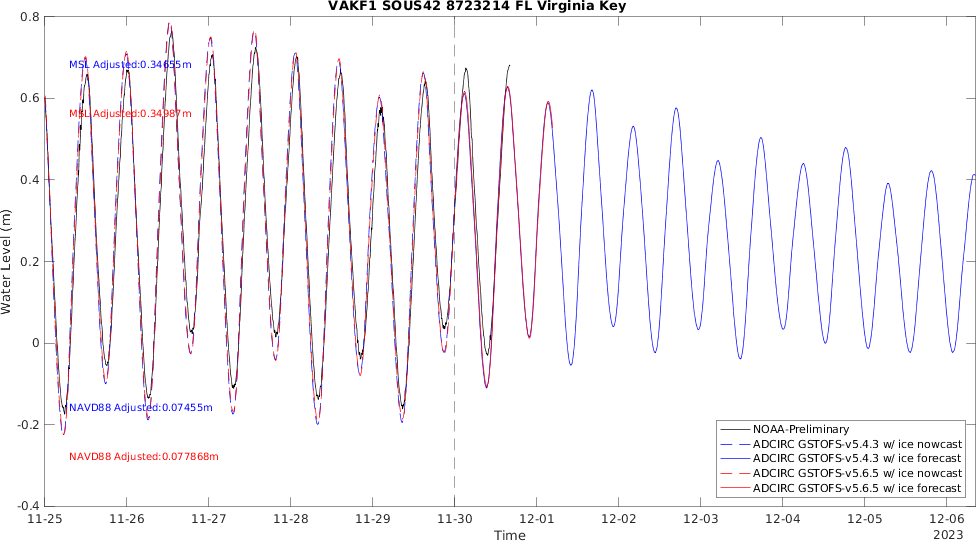 VAKF1 SOUS42 8723214 FL Virginia Key
0.8
0.6
0.4
0.2
0
-0.2
-0.4
Water Level (m)
MSL Adjusted:0.34655m
MSL Adjusted:0.34987m
NAVD88 Adjusted:0.07455m
NAVD88 Adjusted:0.077868m
NOAA-Preliminary
ADCIRC GSTOFS-v5.4.3 w/ ice nowcast
ADCIRC GSTOFS-v5.4.3 w/ ice forecast
ADCIRC GSTOFS-v5.6.5 w/ ice nowcast
ADCIRC GSTOFS-v5.6.5 w/ ice forecast
11-25 11-26 11-27 11-28 11-29 11-30 12-01 12-02 12-03 12-04 12-05 12-06
Time
2023